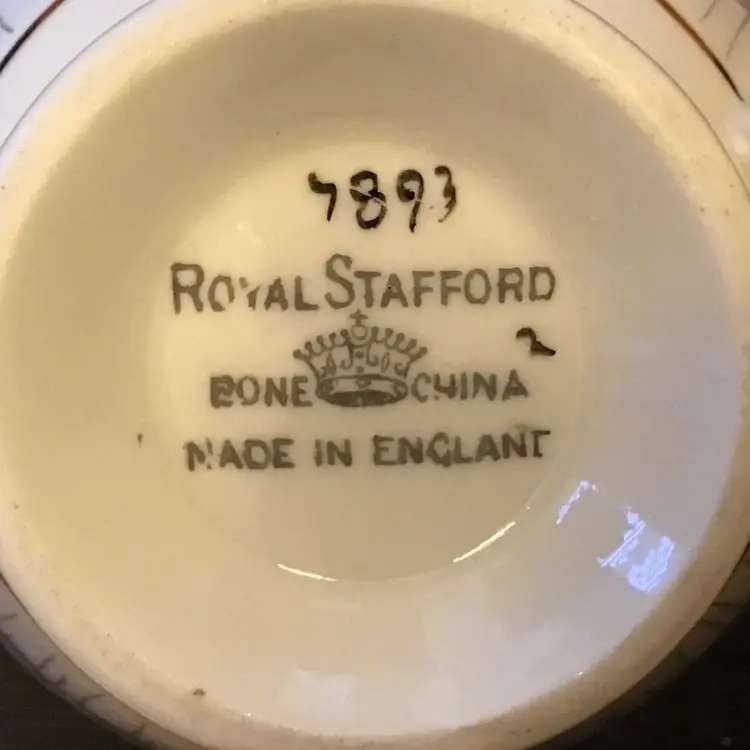 7893
ROYAL STAFFORD
2
BONE CHINA
MADE IN ENGLAND